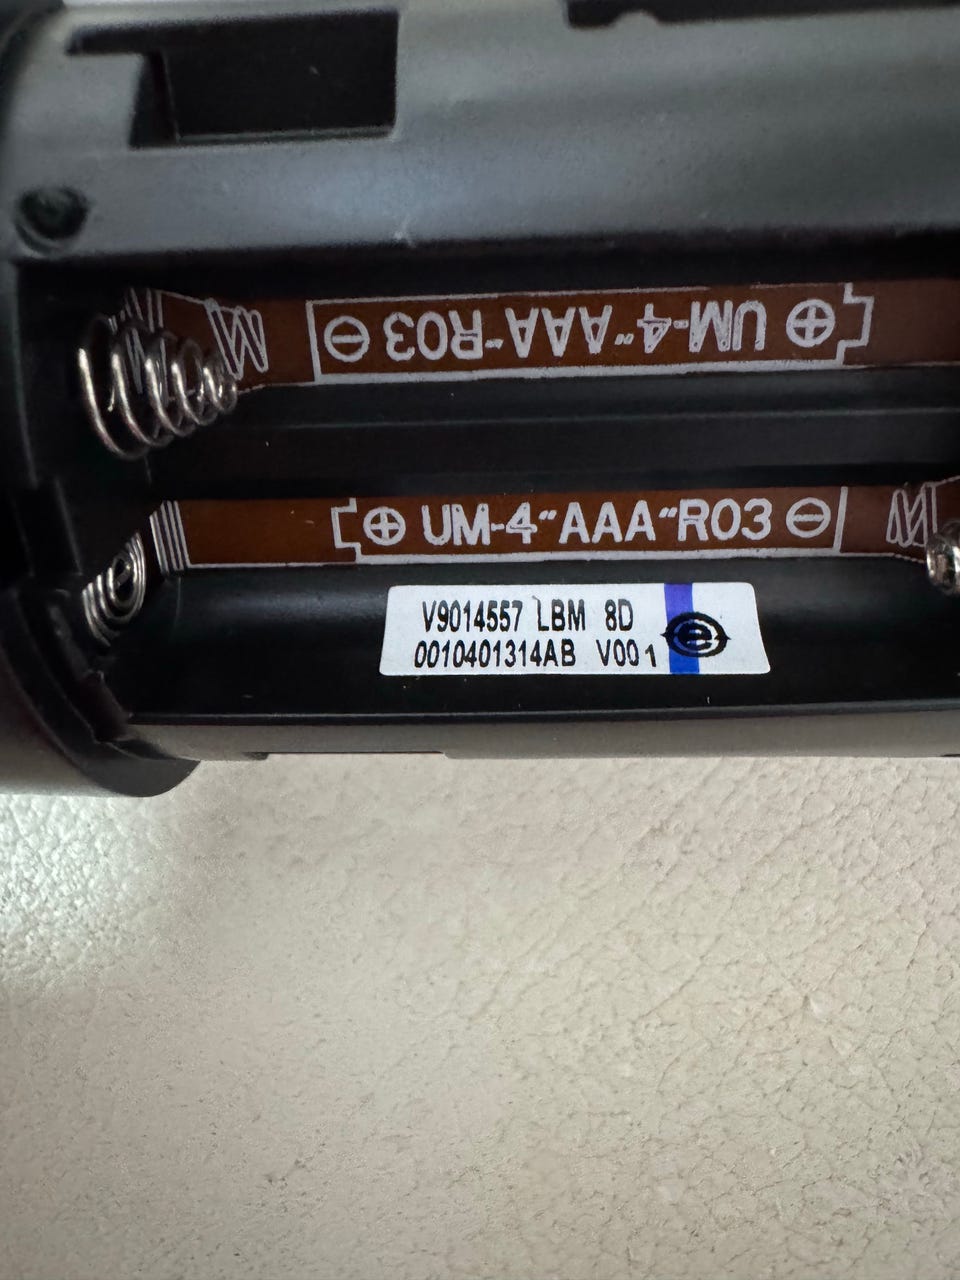 ⊖ R03 "AAA" UM-4 ⊕
⊕ UM-4 "AAA" R03 ⊖
V9014557 LBM 8D
0010401314AB V001
e